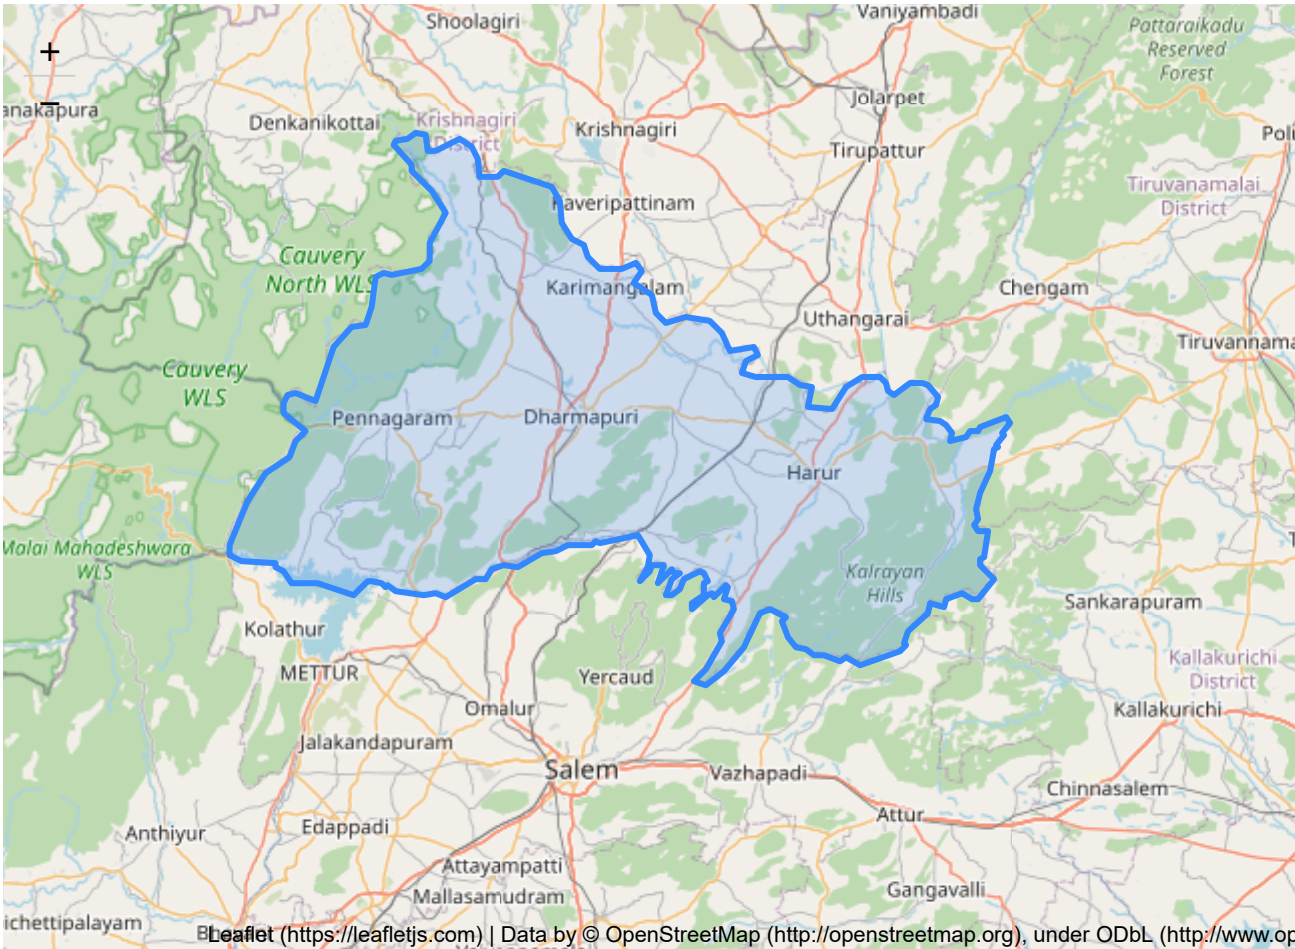 Shoolagiri
Vaniyambadi
Pattaraikadu
Reserved
Forest
+
−
anakapura
Denkanikottai
Krishnagiri
District
Krishnagiri
Jolarpet
Tirupattur
Polu
Kaveripattinam
Tiruvanamalai
District
Cauvery
North WLS
Karimangalam
Chengam
Uthangarai
Tiruvannama
Cauvery
WLS
Pennagaram
Dharmapuri
Harur
Malai Mahadeshwara
WLS
Kalrayan
Hills
Sankarapuram
Kolathur
METTUR
Yercaud
Kallakurichi
District
Omalur
Kallakurichi
Jalakandapuram
Salem
Vazhapadi
Chinnasalem
Attur
Anthiyur
Edappadi
Attayampatti
Mallasamudram
Gangavalli
ichettipalayam
Leaflet (https://leafletjs.com) | Data by © OpenStreetMap (http://openstreetmap.org), under ODbL (http://www.op